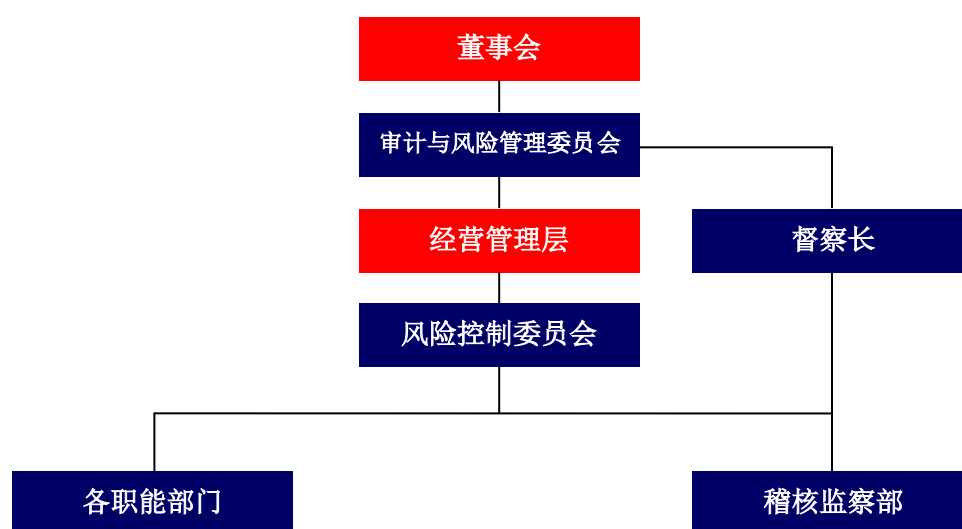 董事会
审计与风险管理委员会
经营管理层
督察长
风险控制委员会
各职能部门
稽核监察部